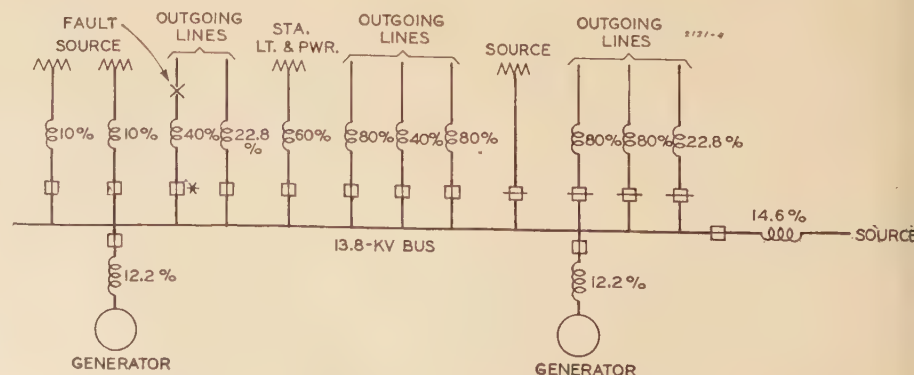 FAULT
SOURCE
OUTGOING
LINES
STA.
LT. & PWR.
OUTGOING
LINES
SOURCE
OUTGOING
LINES
2121-4
10%
10%
40%
22.8
%
60%
80%
40%
80%
80%
80%
22.8%
*
14.6%
SOURCE
13.8-KV BUS
12.2%
12.2%
GENERATOR
GENERATOR